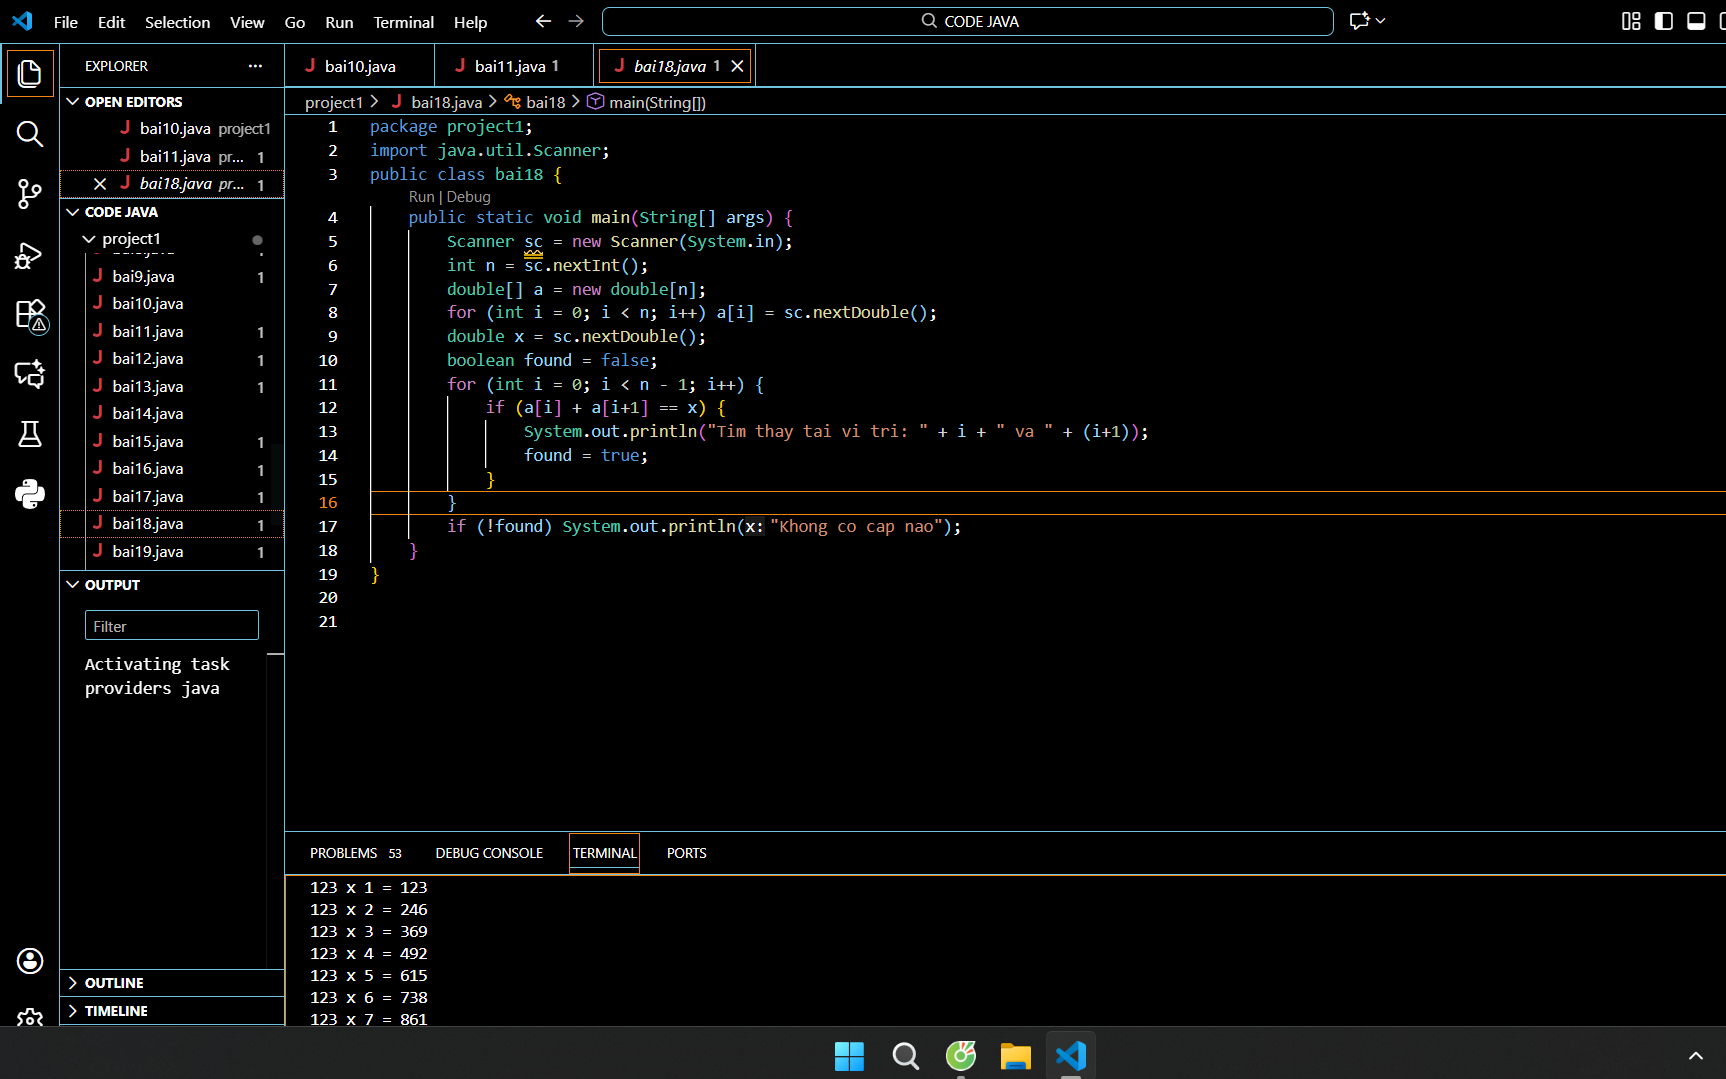 File Edit Selection View Go Run Terminal Help
CODE JAVA
EXPLORER
OPEN EDITORS
bai10.java project1
bai11.java pr... 1
bai18.java pr... 1
CODE JAVA
project1
bai9.java 1
bai10.java
bai11.java 1
bai12.java 1
bai13.java 1
bai14.java
bai15.java 1
bai16.java 1
bai17.java 1
bai18.java 1
bai19.java 1
OUTPUT
Filter
Activating task
providers java
OUTLINE
TIMELINE
bai10.java bai11.java 1 bai18.java 1
project1 > bai18.java > bai18 > main(String[])
1 package project1;
2 import java.util.Scanner;
3 public class bai18 {
Run | Debug
4 public static void main(String[] args) {
5 Scanner sc = new Scanner(System.in);
6 int n = sc.nextInt();
7 double[] a = new double[n];
8 for (int i = 0; i < n; i++) a[i] = sc.nextDouble();
9 double x = sc.nextDouble();
10 boolean found = false;
11 for (int i = 0; i < n - 1; i++) {
12 if (a[i] + a[i+1] == x) {
13 System.out.println("Tim thay tai vi tri: " + i + " va " + (i+1));
14 found = true;
15 }
16 }
17 if (!found) System.out.println(x: "Khong co cap nao");
18 }
19 }
20
21
PROBLEMS 53 DEBUG CONSOLE TERMINAL PORTS
123 x 1 = 123
123 x 2 = 246
123 x 3 = 369
123 x 4 = 492
123 x 5 = 615
123 x 6 = 738
123 x 7 = 861